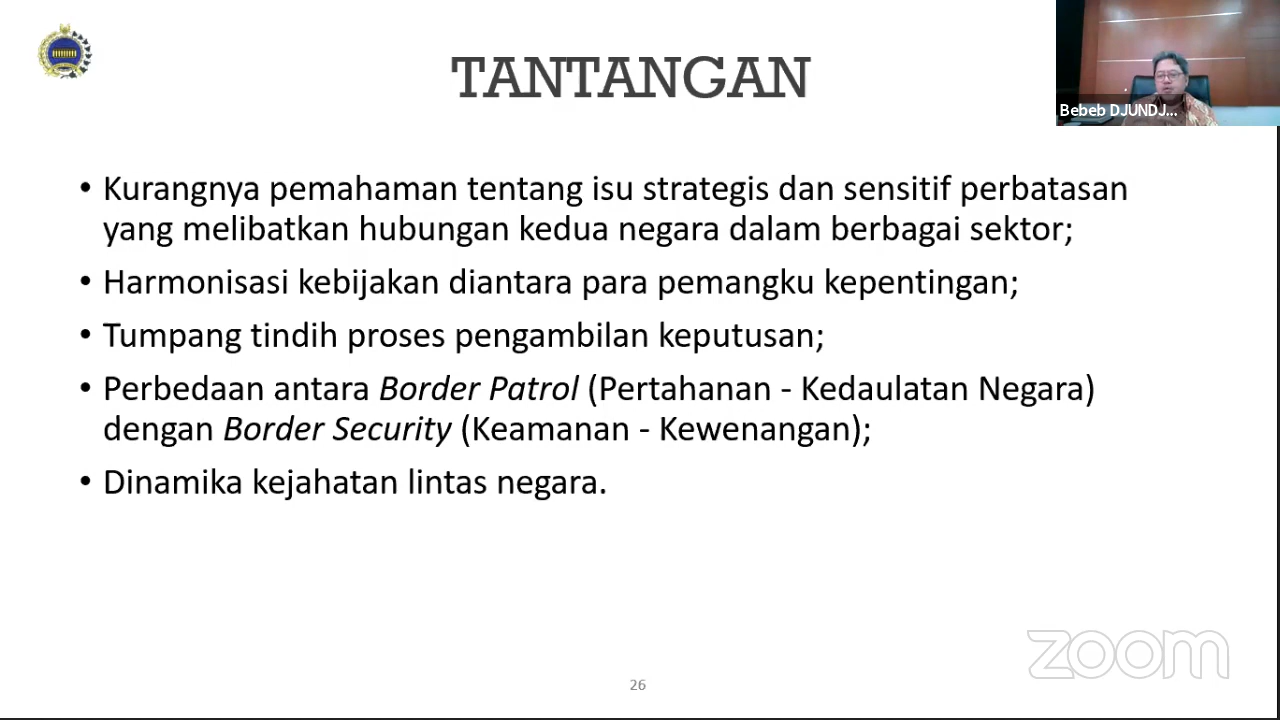 TANTANGAN
Bebeb DJUNDJ...
• Kurangnya pemahaman tentang isu strategis dan sensitif perbatasan
yang melibatkan hubungan kedua negara dalam berbagai sektor;
• Harmonisasi kebijakan diantara para pemangku kepentingan;
• Tumpang tindih proses pengambilan keputusan;
• Perbedaan antara Border Patrol (Pertahanan - Kedaulatan Negara)
dengan Border Security (Keamanan - Kewenangan);
• Dinamika kejahatan lintas negara.
zoom
26